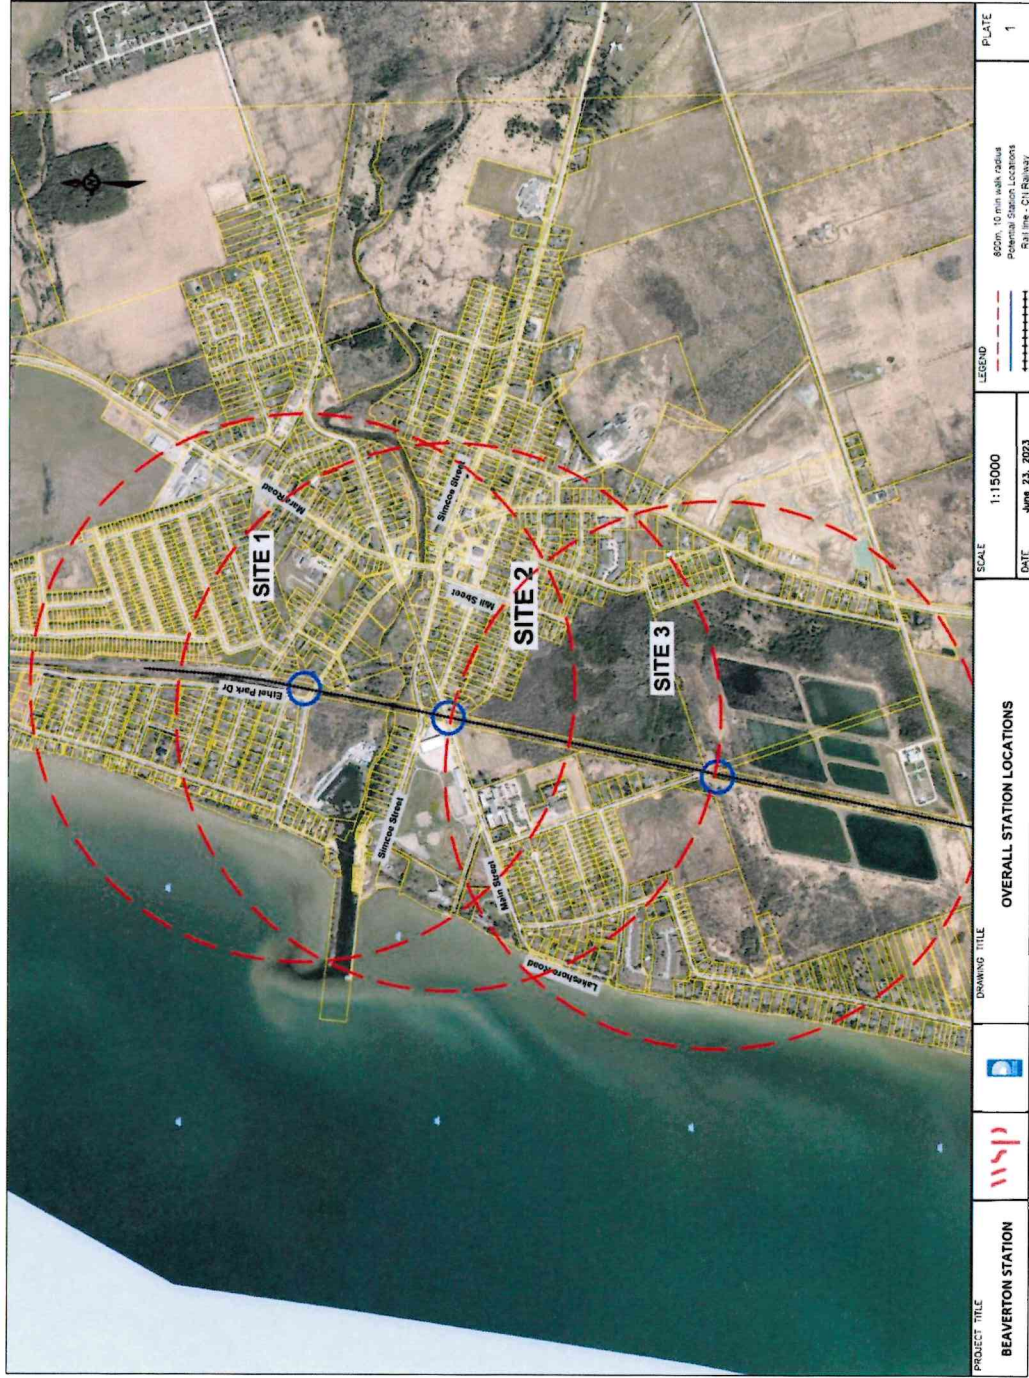 SITE 1
Mara Road
Ethel Park Dr
Simcoe Street
Mill Street
SITE 2
Simcoe Street
Main Street
SITE 3
Lakeshore Road
PROJECT TITLE
BEAVERTON STATION
wsp
DRAWING TITLE
OVERALL STATION LOCATIONS
SCALE
1:15000
DATE
June 23, 2023
LEGEND
800m, 10 min walk radius
Potential Station Locations
Rail line - CN Railway
PLATE
1